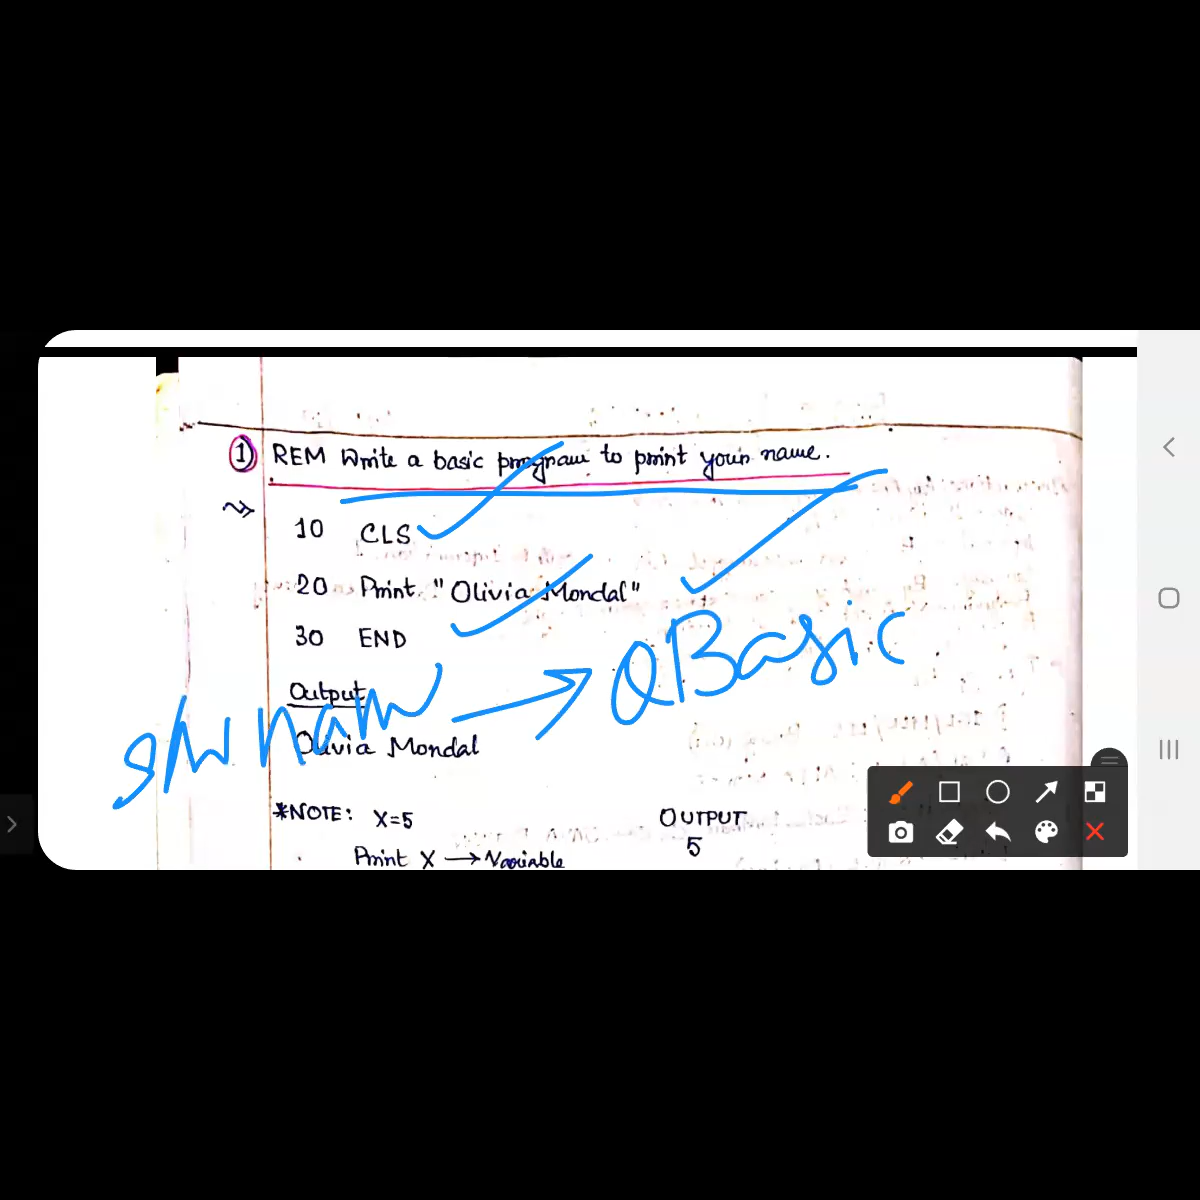 1 REM Write a basic program to print your name.
10 CLS
20 Print "Olivia Mondal"
30 END
S/W nam → QBasic
Output
Olivia Mondal
*NOTE: X=5 OUTPUT
Print X → Variable 5